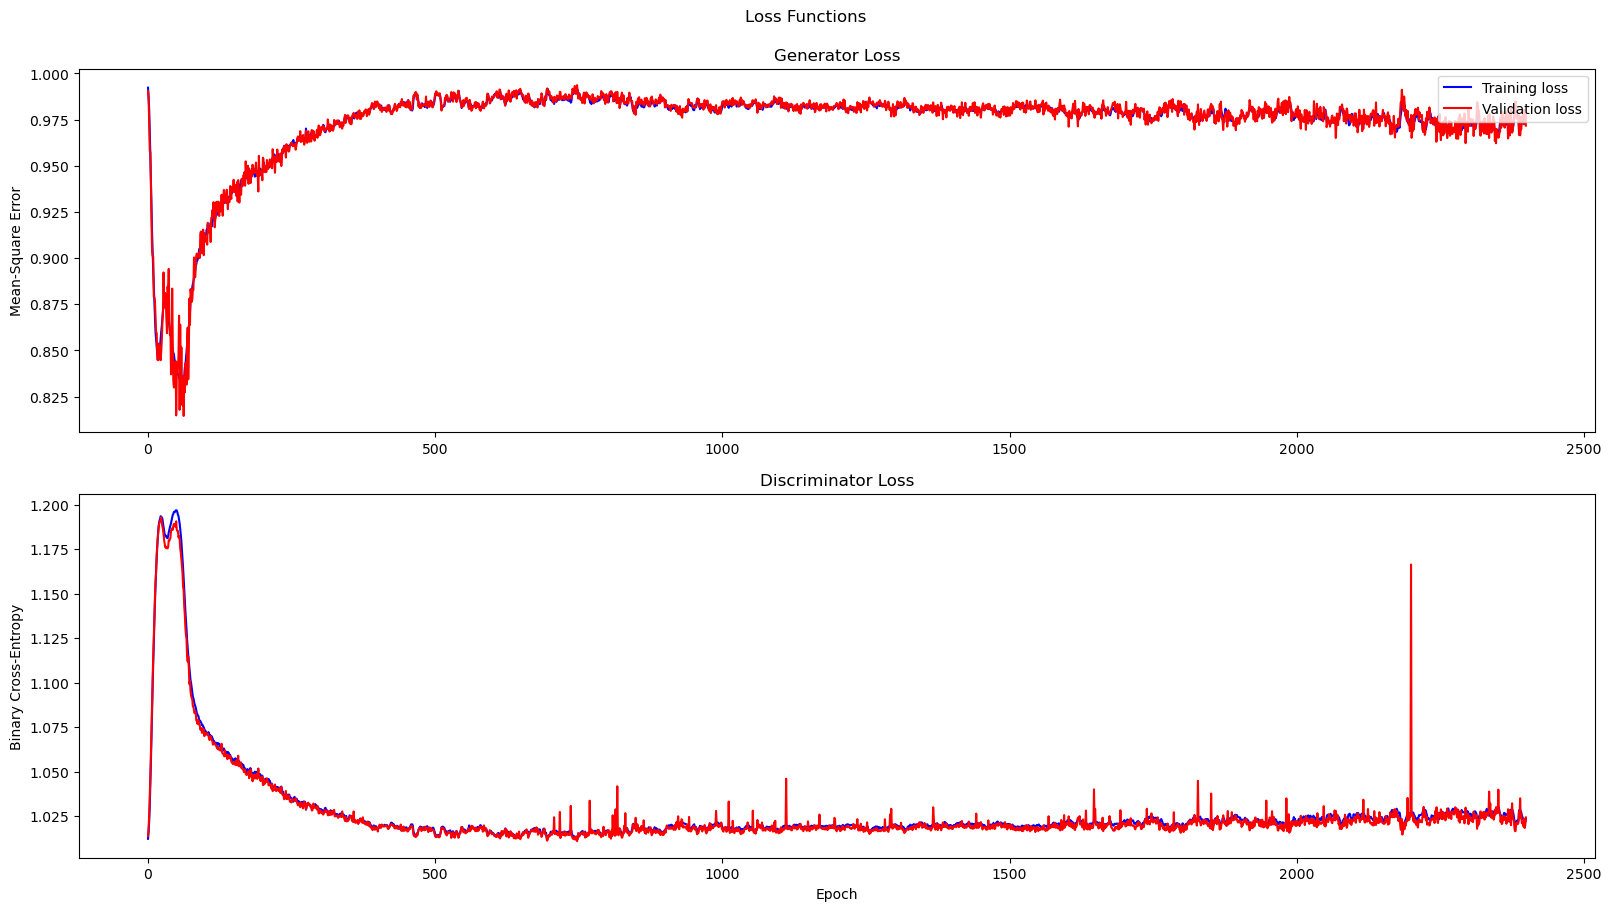 Loss Functions
Generator Loss
1.000
0.975
0.950
0.925
0.900
0.875
0.850
0.825
Mean-Square Error
Training loss
Validation loss
0 500 1000 1500 2000 2500
Discriminator Loss
1.200
1.175
1.150
1.125
1.100
1.075
1.050
1.025
Binary Cross-Entropy
0 500 1000 1500 2000 2500
Epoch